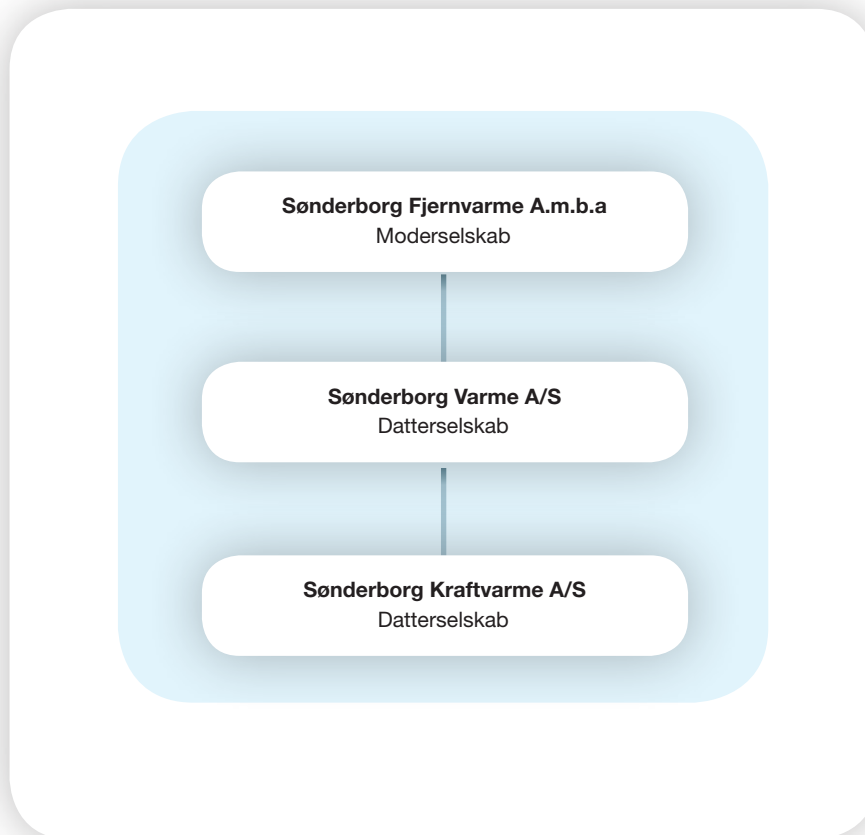 Sønderborg Fjernvarme A.m.b.a
Moderselskab
Sønderborg Varme A/S
Datterselskab
Sønderborg Kraftvarme A/S
Datterselskab